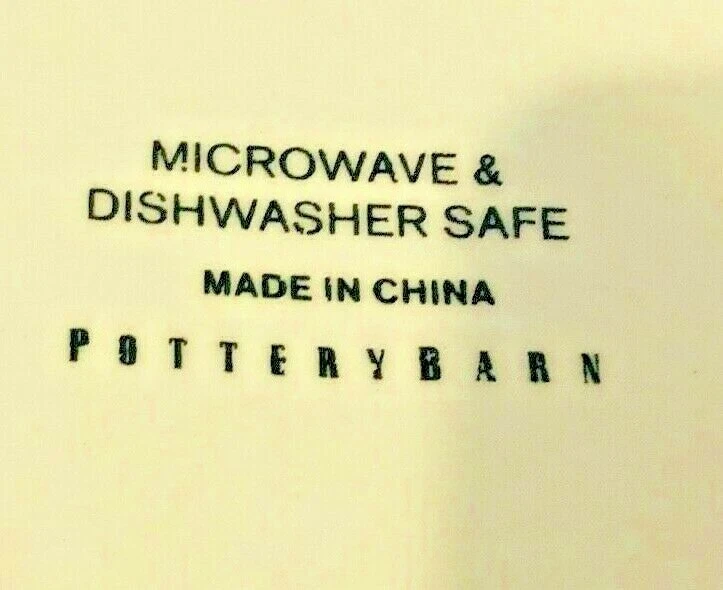 MICROWAVE &
DISHWASHER SAFE
MADE IN CHINA
POTTERYBARN